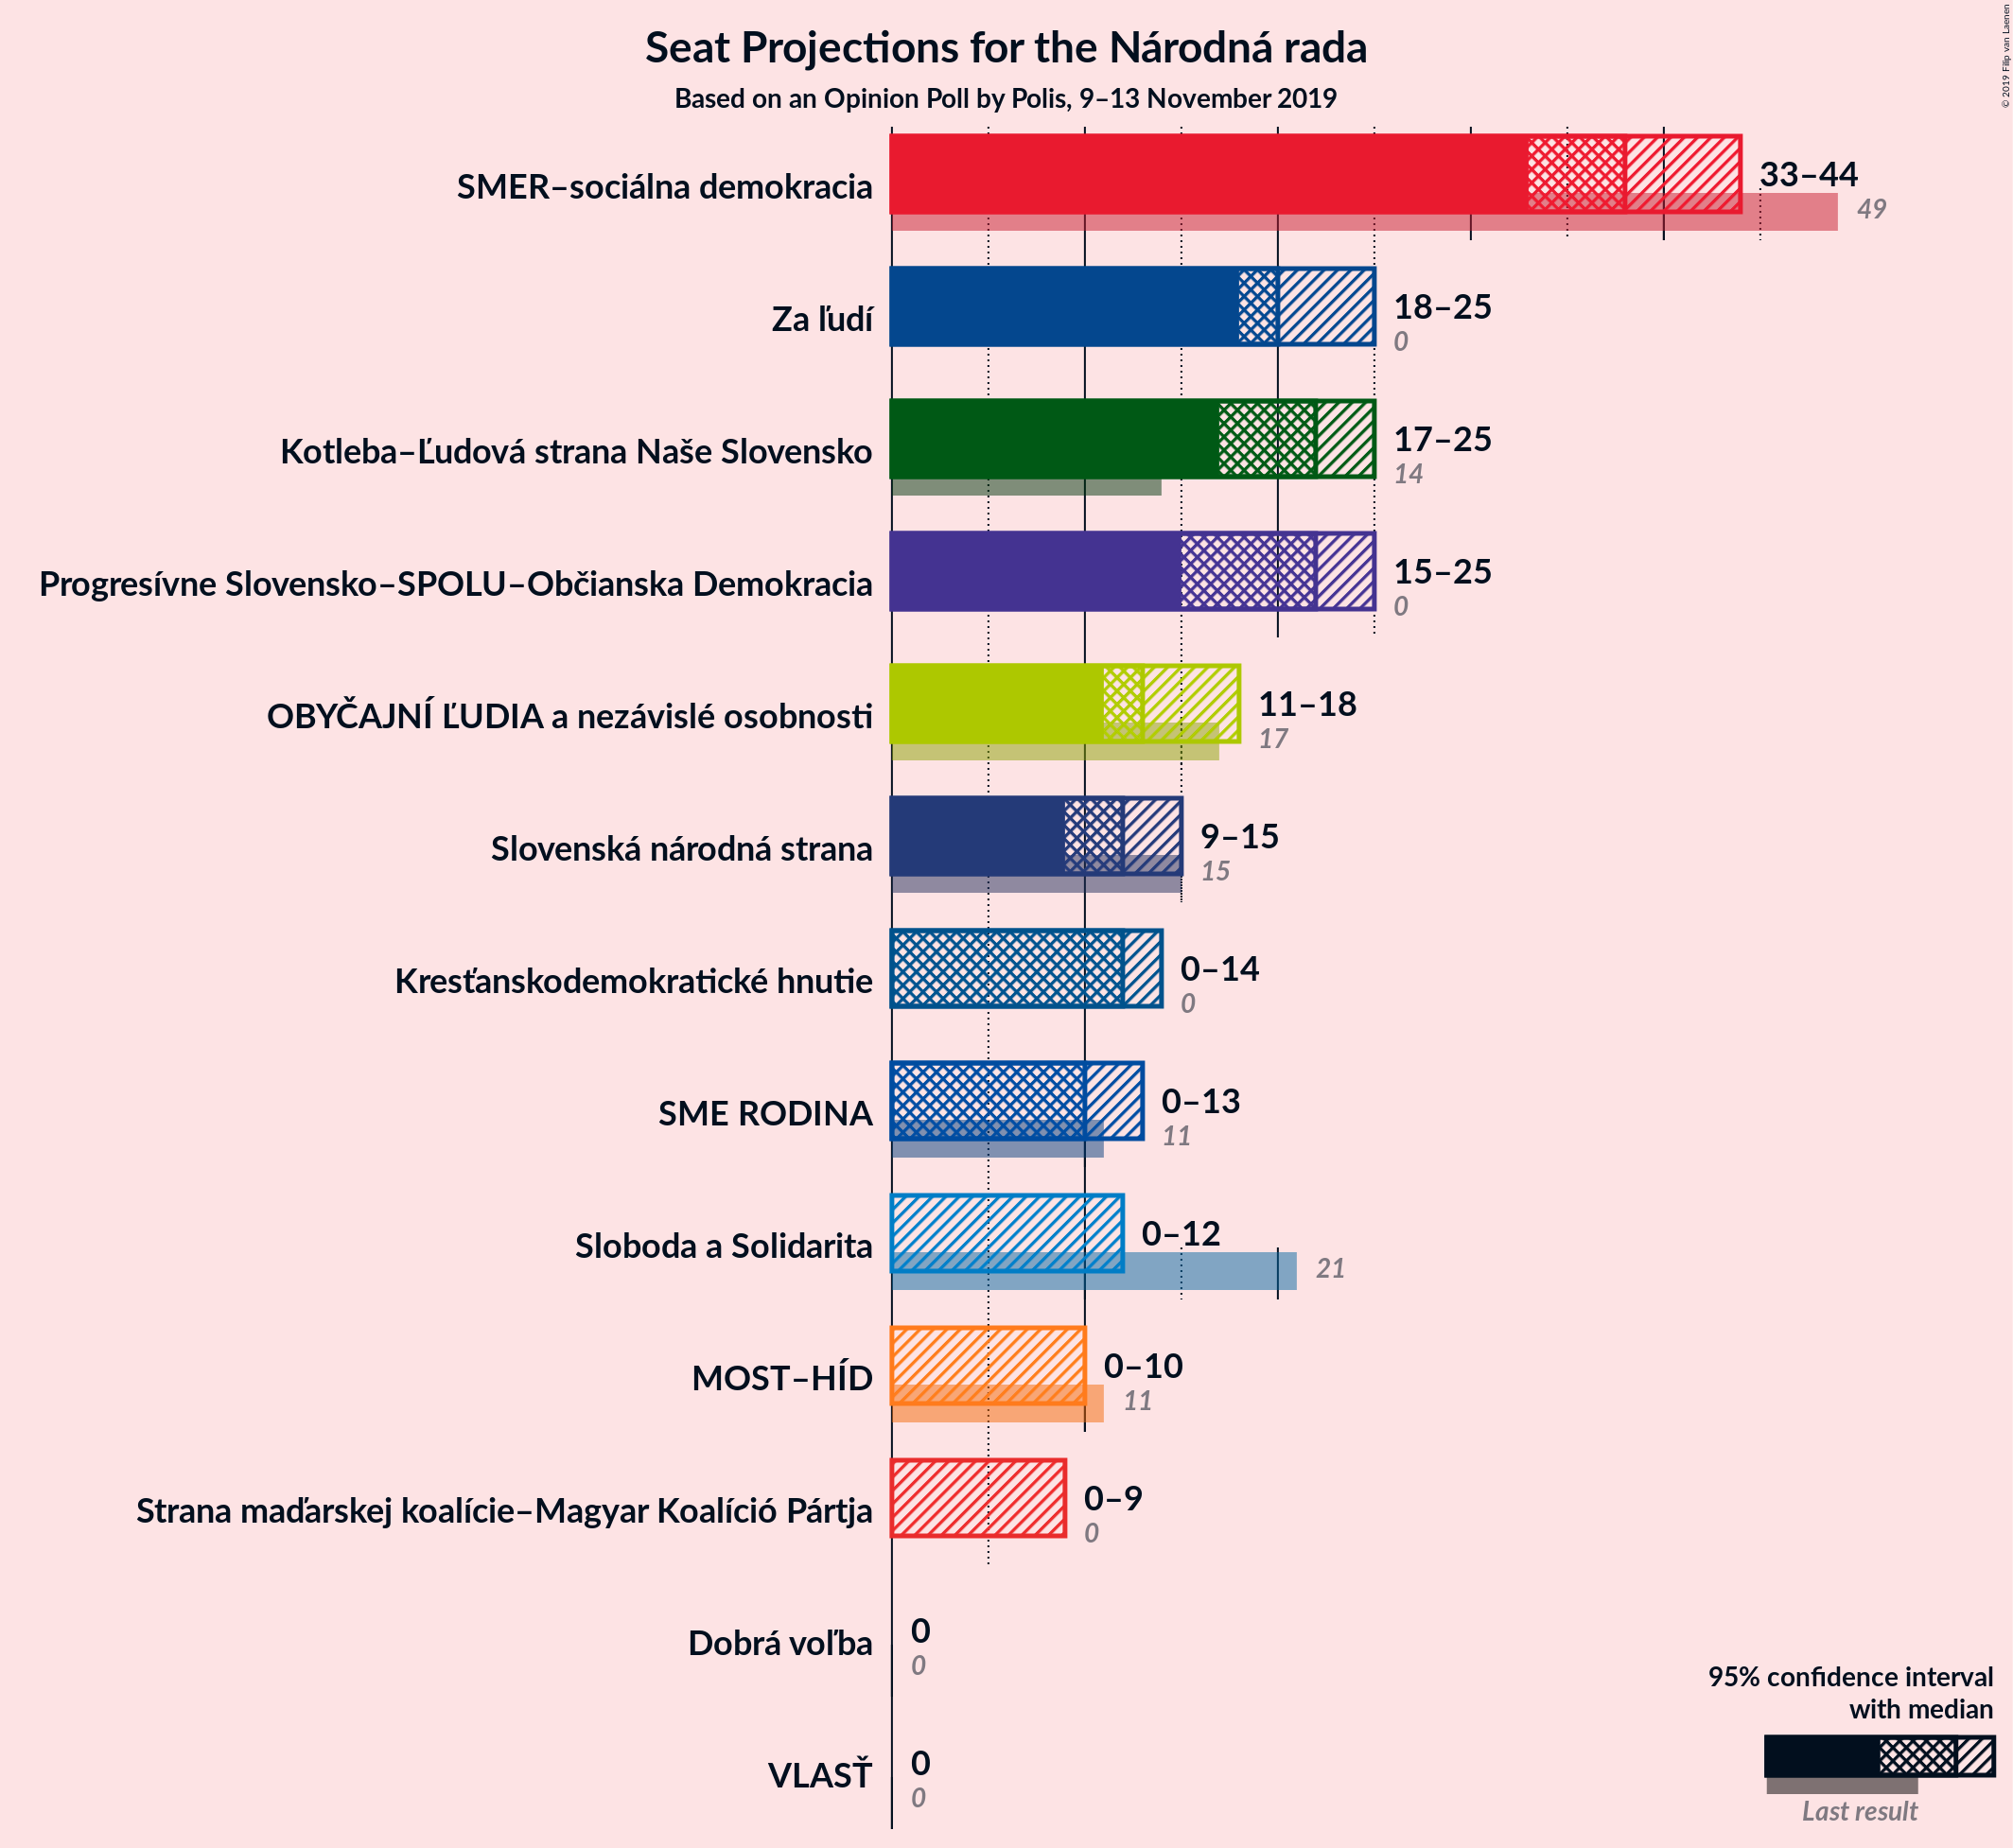 Seat Projections for the Národná rada
Based on an Opinion Poll by Polis, 9–13 November 2019
© 2019 Filip van Laenen
SMER–sociálna demokracia
33–44
49
Za ľudí
18–25
0
Kotleba–Ľudová strana Naše Slovensko
17–25
14
Progresívne Slovensko–SPOLU–Občianska Demokracia
15–25
0
OBYČAJNÍ ĽUDIA a nezávislé osobnosti
11–18
17
Slovenská národná strana
9–15
15
Kresťanskodemokratické hnutie
0–14
0
SME RODINA
0–13
11
Sloboda a Solidarita
0–12
21
MOST–HÍD
0–10
11
Strana maďarskej koalície–Magyar Koalíció Pártja
0–9
0
Dobrá voľba
0
0
VLASŤ
0
0
95% confidence interval
with median
Last result